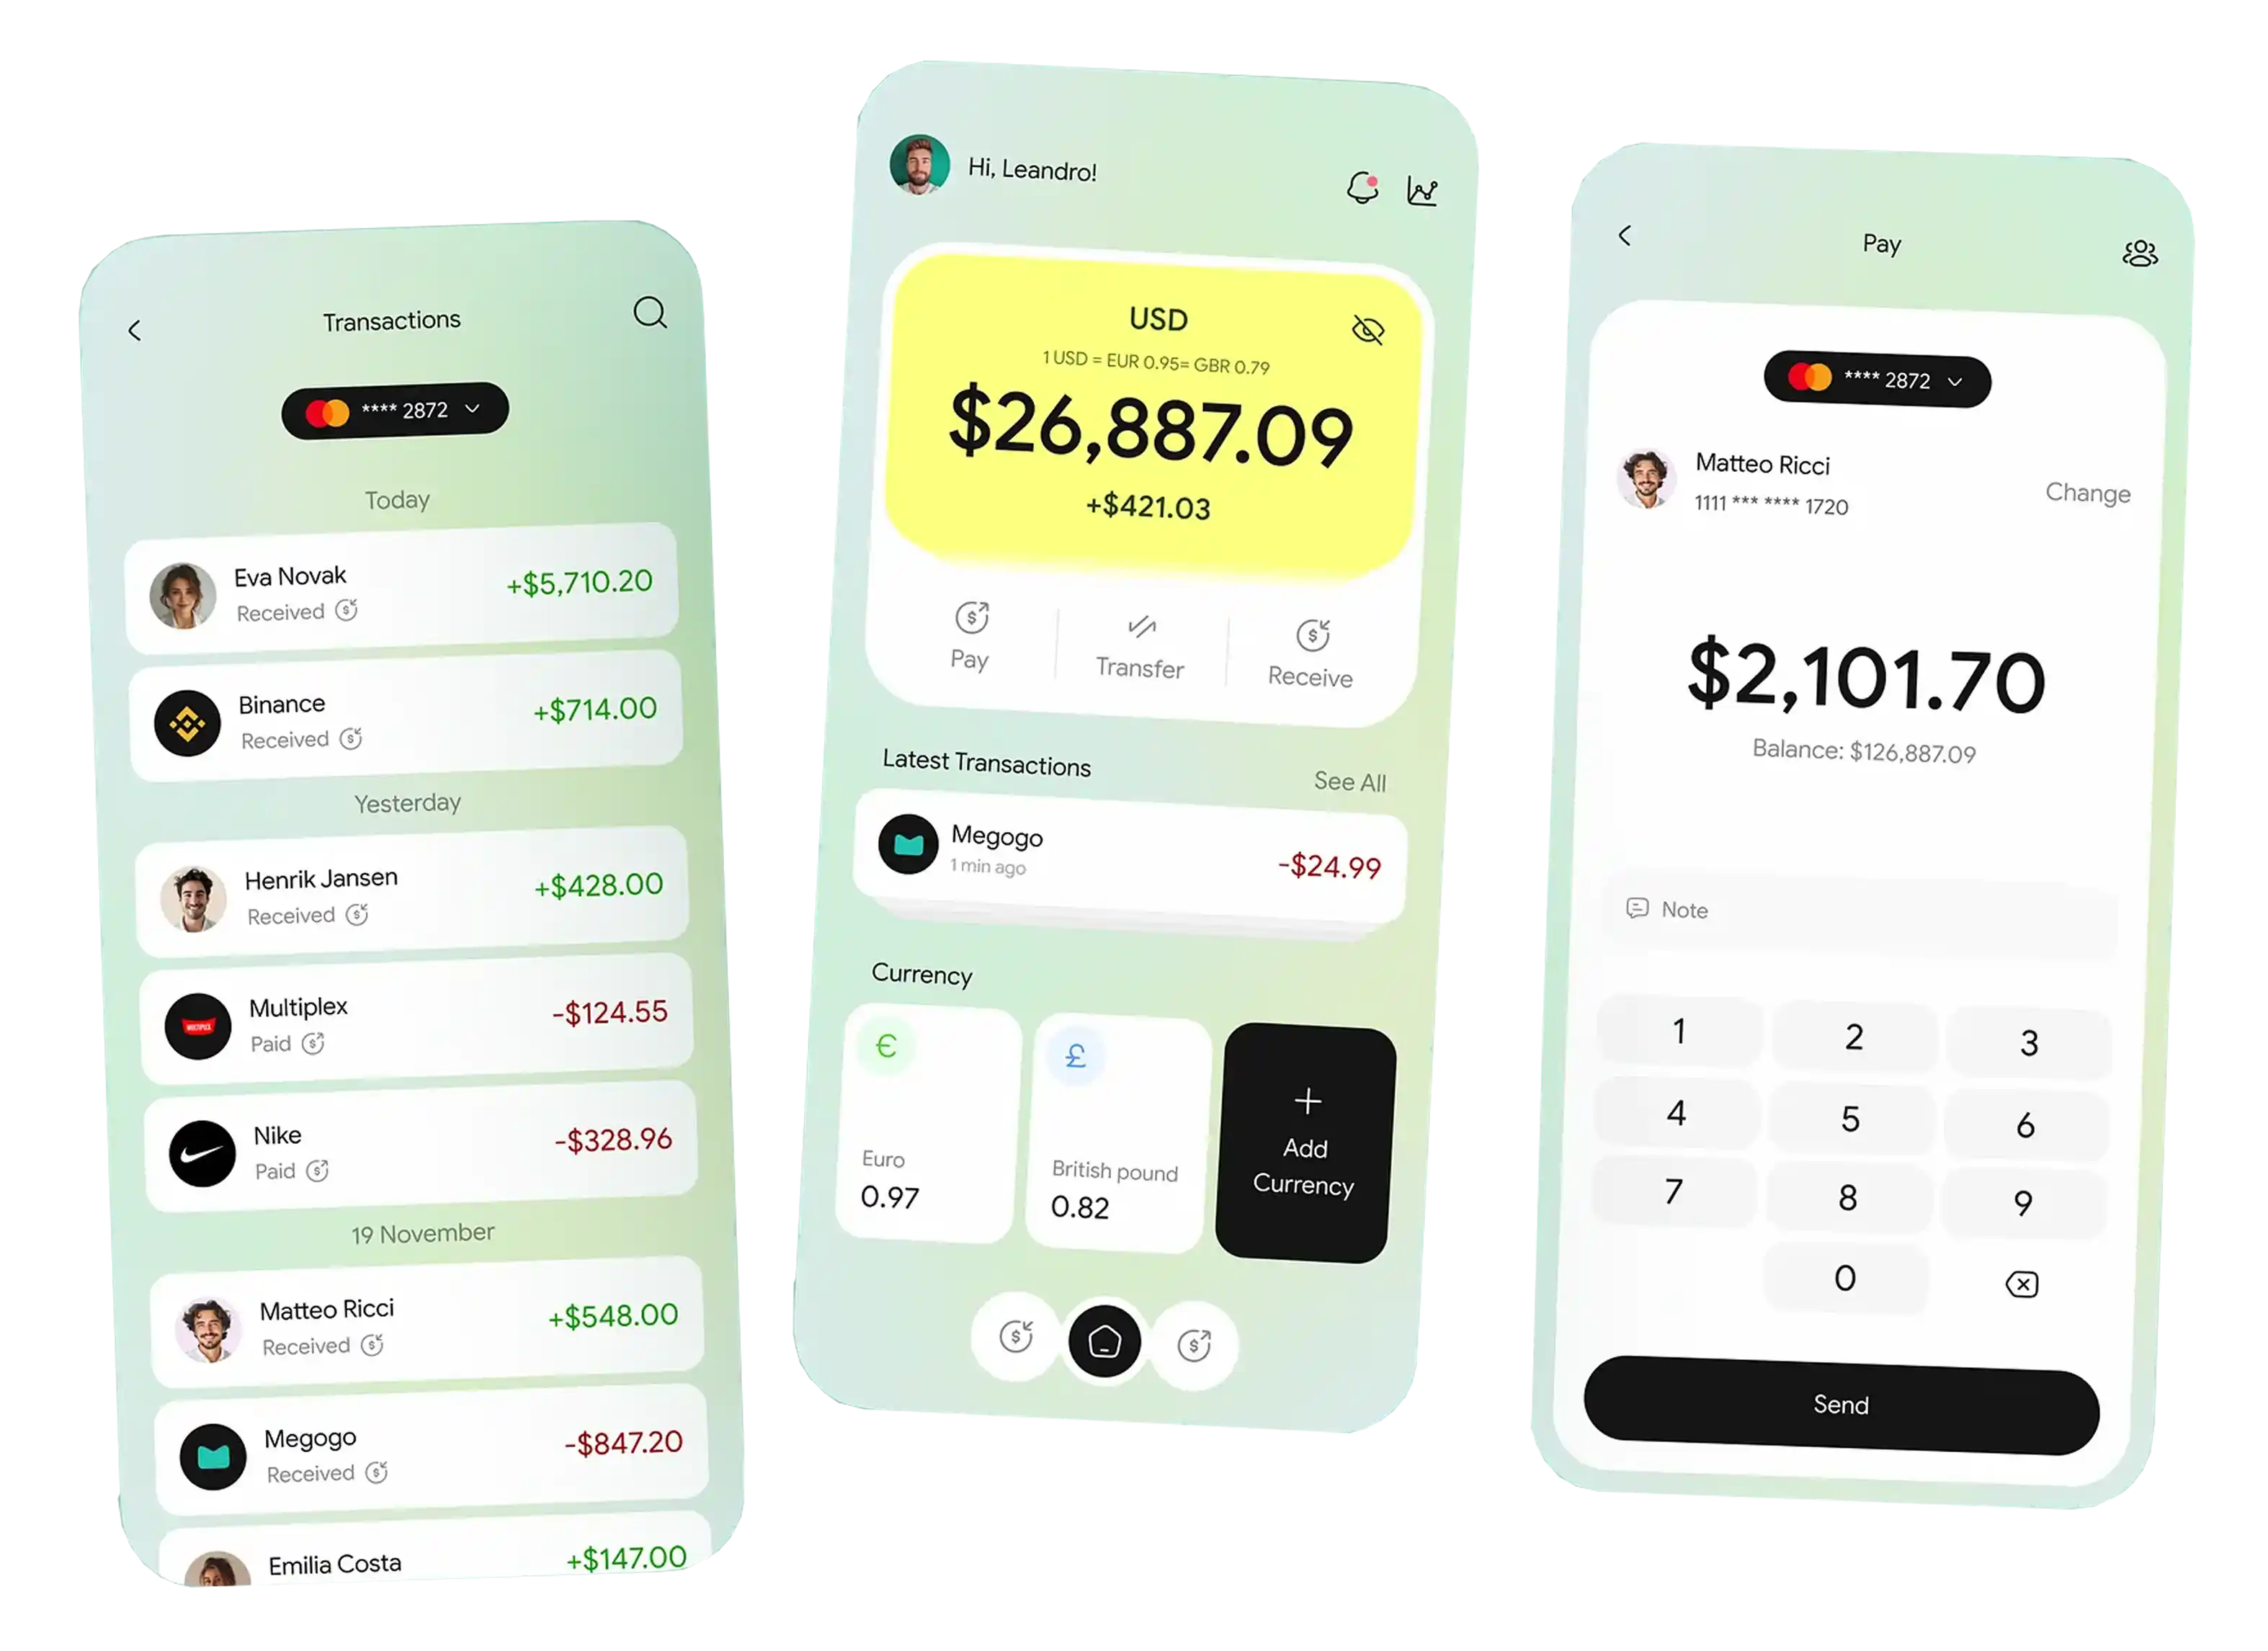 Transactions
**** 2872
Today
Eva Novak
Received
+$5,710.20
Binance
Received
+$714.00
Yesterday
Henrik Jansen
Received
+$428.00
MULTIPLEX
Multiplex
Paid
-$124.55
Nike
Paid
-$328.96
19 November
Matteo Ricci
Received
+$548.00
Megogo
Received
-$847.20
Emilia Costa
+$147.00
Hi, Leandro!
USD
1 USD = EUR 0.95= GBR 0.79
$26,887.09
+$421.03
Pay
Transfer
Receive
Latest Transactions
See All
Megogo
1 min ago
-$24.99
Currency
€
Euro
0.97
£
British pound
0.82
Add
Currency
Pay
**** 2872
Matteo Ricci
1111 *** **** 1720
Change
$2,101.70
Balance: $126,887.09
Note
1 2 3
4 5 6
7 8 9
0
Send